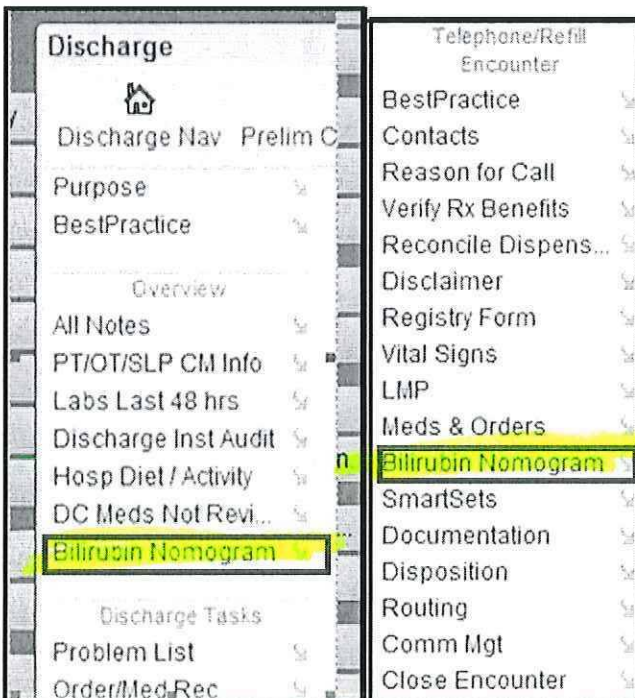 Discharge
Discharge Nav Prelim C
Purpose
BestPractice
Overview
All Notes
PT/OT/SLP CM Info
Labs Last 48 hrs
Discharge Inst Audit
Hosp Diet / Activity
DC Meds Not Revi...
Bilirubin Nomogram
Discharge Tasks
Problem List
Order/Med Rec
Telephone/Refill
Encounter
BestPractice
Contacts
Reason for Call
Verify Rx Benefits
Reconcile Dispens...
Disclaimer
Registry Form
Vital Signs
LMP
Meds & Orders
Bilirubin Nomogram
SmartSets
Documentation
Disposition
Routing
Comm Mgt
Close Encounter